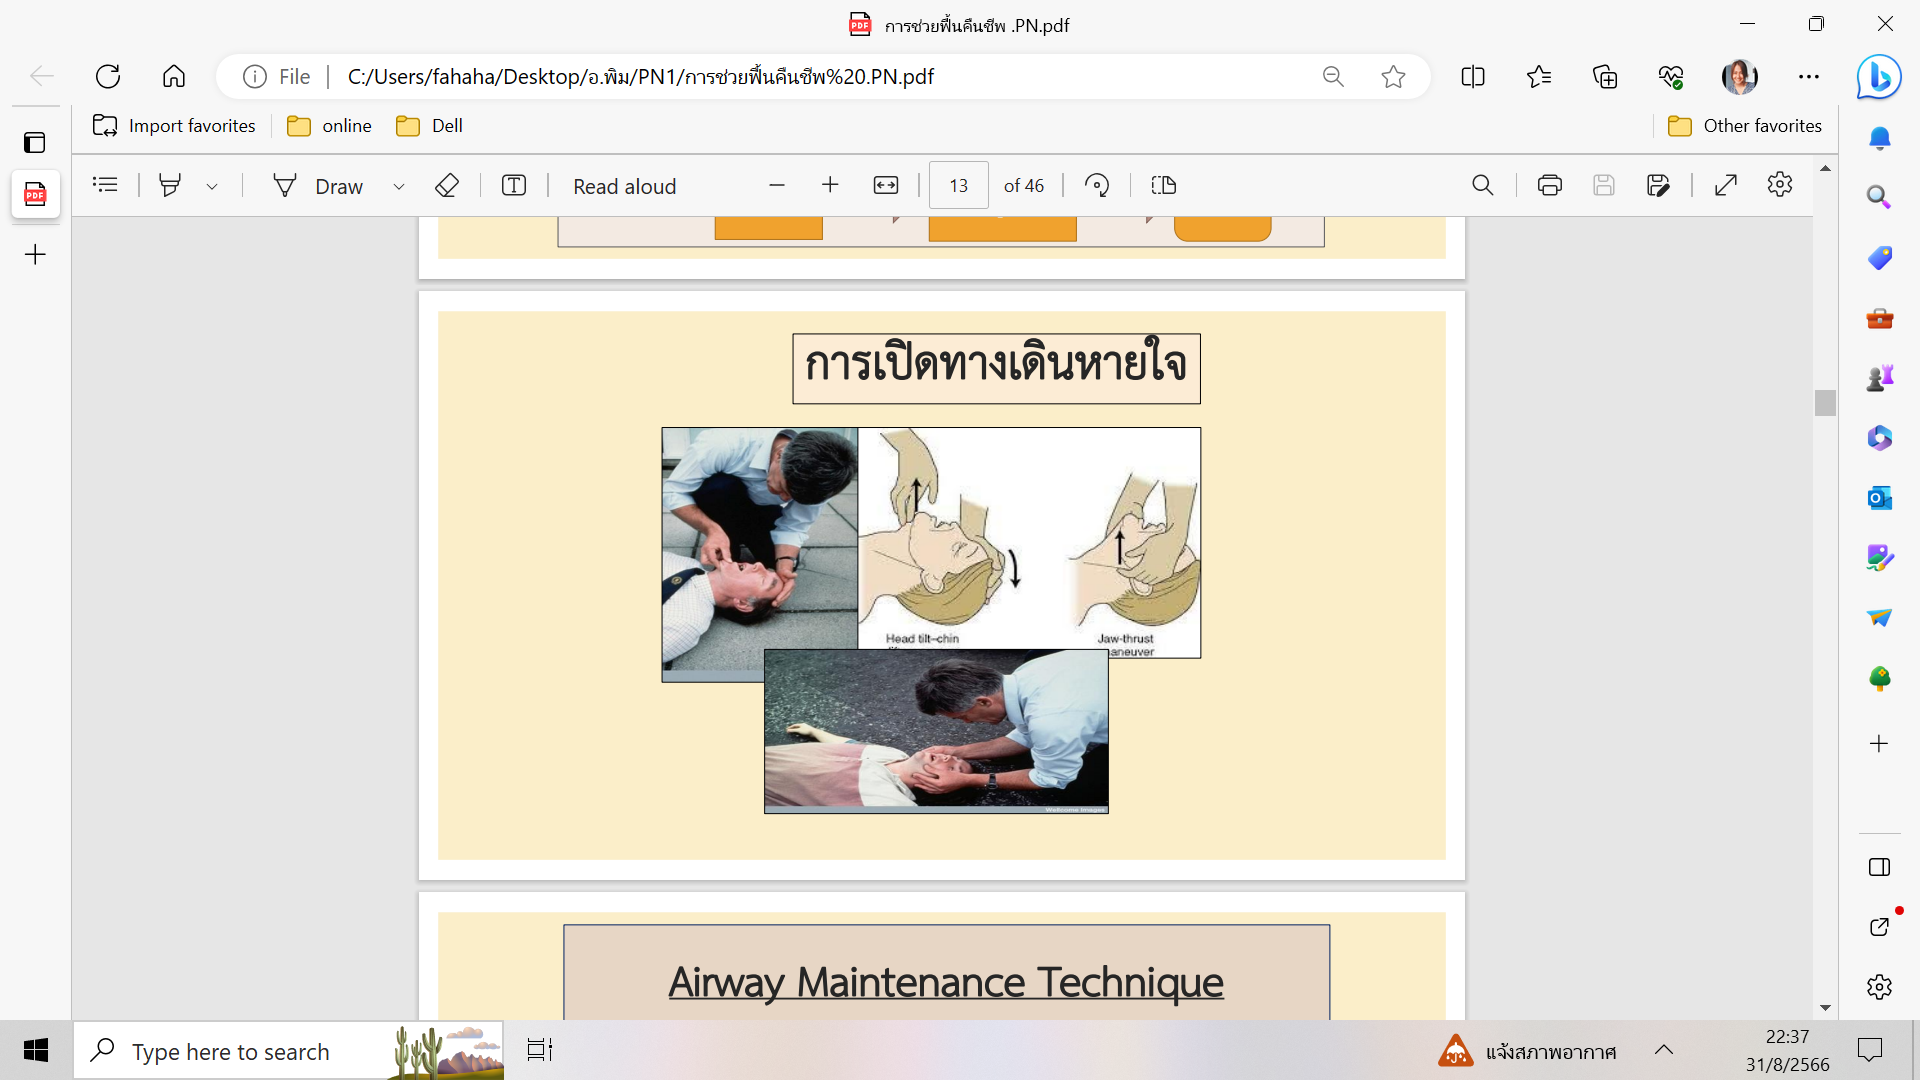 การช่วยฟื้นคืนชีพ .PN.pdf
File
C:/Users/fahaha/Desktop/อ.พิม/PN1/การช่วยฟื้นคืนชีพ%20.PN.pdf
Import favorites
online
Dell
Other favorites
Draw
Read aloud
13
of 46
การเปิดทางเดินหายใจ
Head tilt–chin
Jaw-thrust
aneuver
Wellcome Images
Airway Maintenance Technique
Type here to search
แจ้งสภาพอากาศ
22:37
31/8/2566